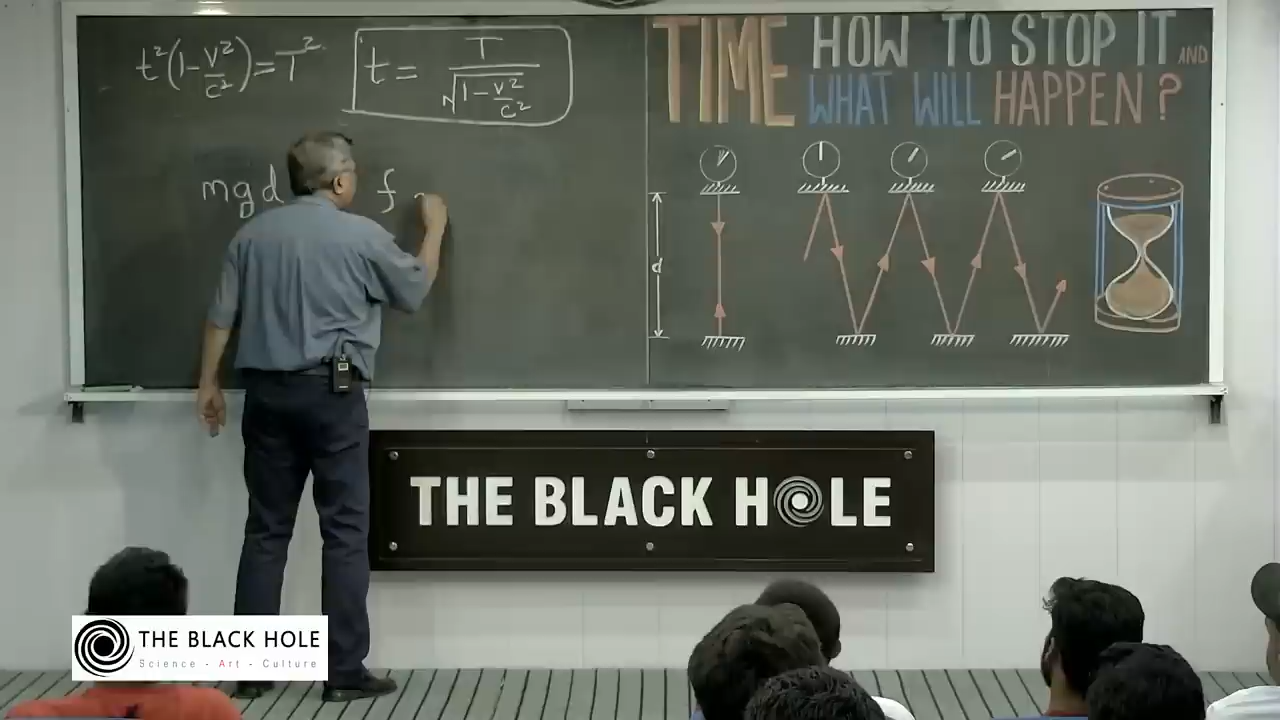 t²(1-v²/c²)=T²
t = T/√(1-v²/c²)
mgd f
TIME HOW TO STOP IT AND
WHAT WILL HAPPEN?
d
THE BLACK HOLE
THE BLACK HOLE
Science - Art - Culture